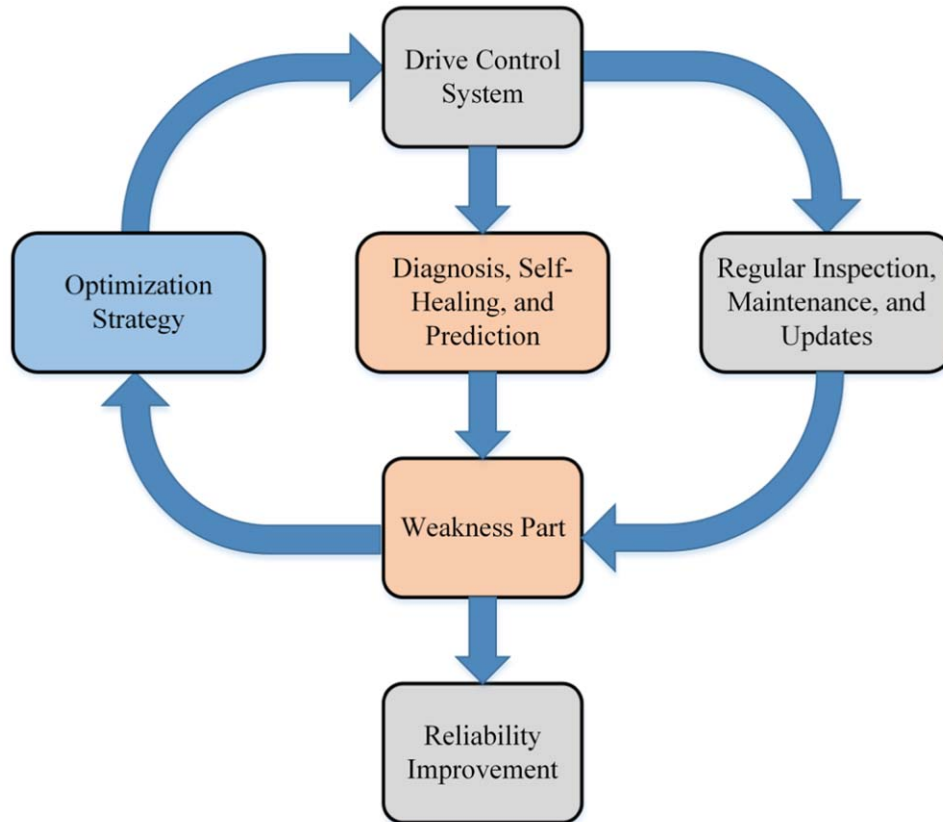 Drive Control
System
Optimization
Strategy
Diagnosis, Self-
Healing, and
Prediction
Regular Inspection,
Maintenance, and
Updates
Weakness Part
Reliability
Improvement